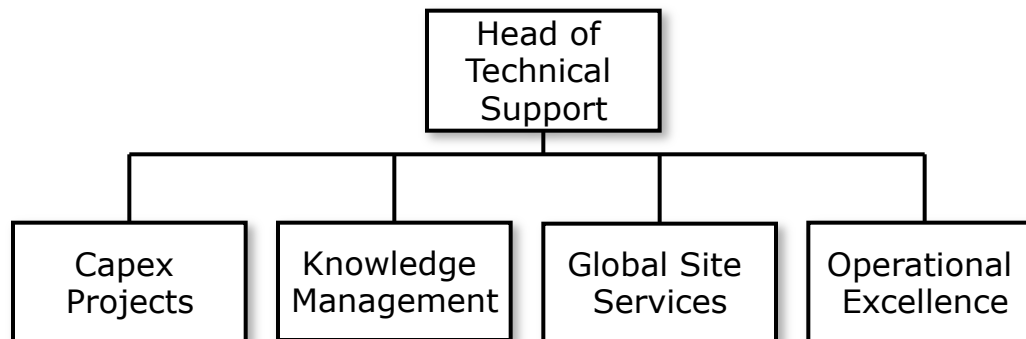 Head of
Technical
Support
Capex
Projects
Knowledge
Management
Global Site
Services
Operational
Excellence